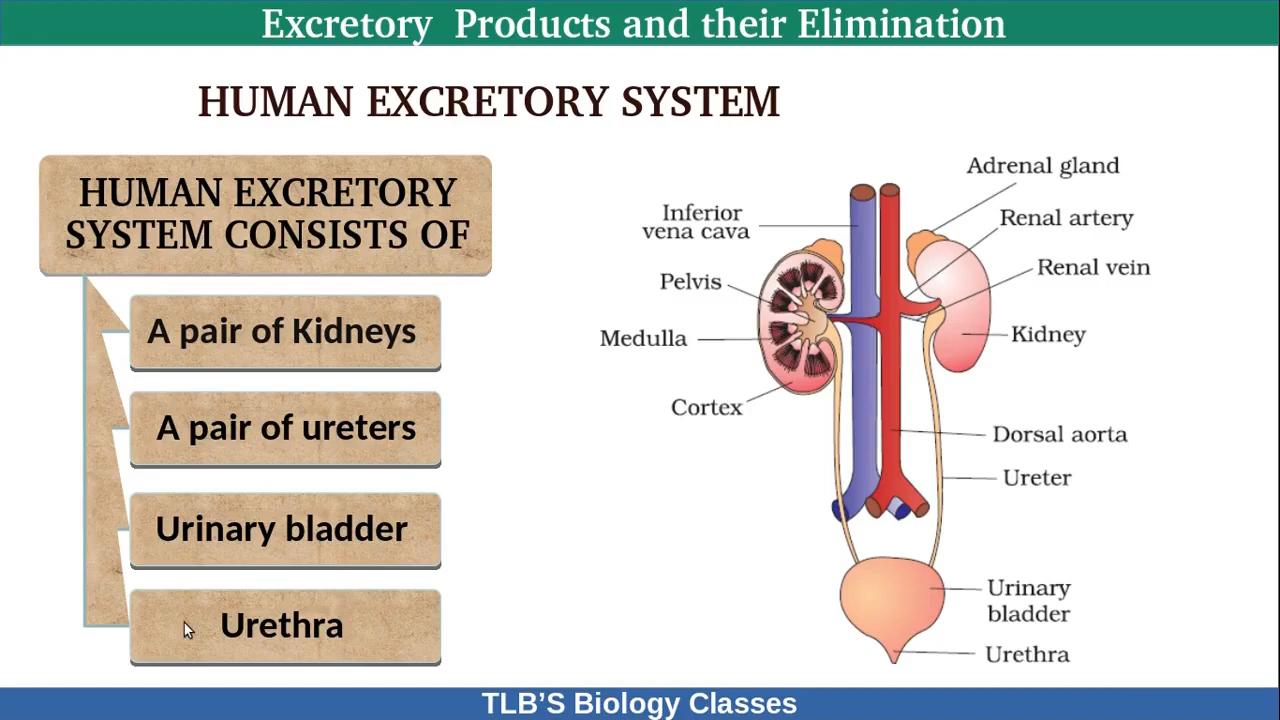 Excretory Products and their Elimination
HUMAN EXCRETORY SYSTEM
HUMAN EXCRETORY
SYSTEM CONSISTS OF
A pair of Kidneys
A pair of ureters
Urinary bladder
Urethra
Adrenal gland
Renal artery
Renal vein
Kidney
Dorsal aorta
Ureter
Urinary
bladder
Urethra
Inferior
vena cava
Pelvis
Medulla
Cortex
TLB'S Biology Classes